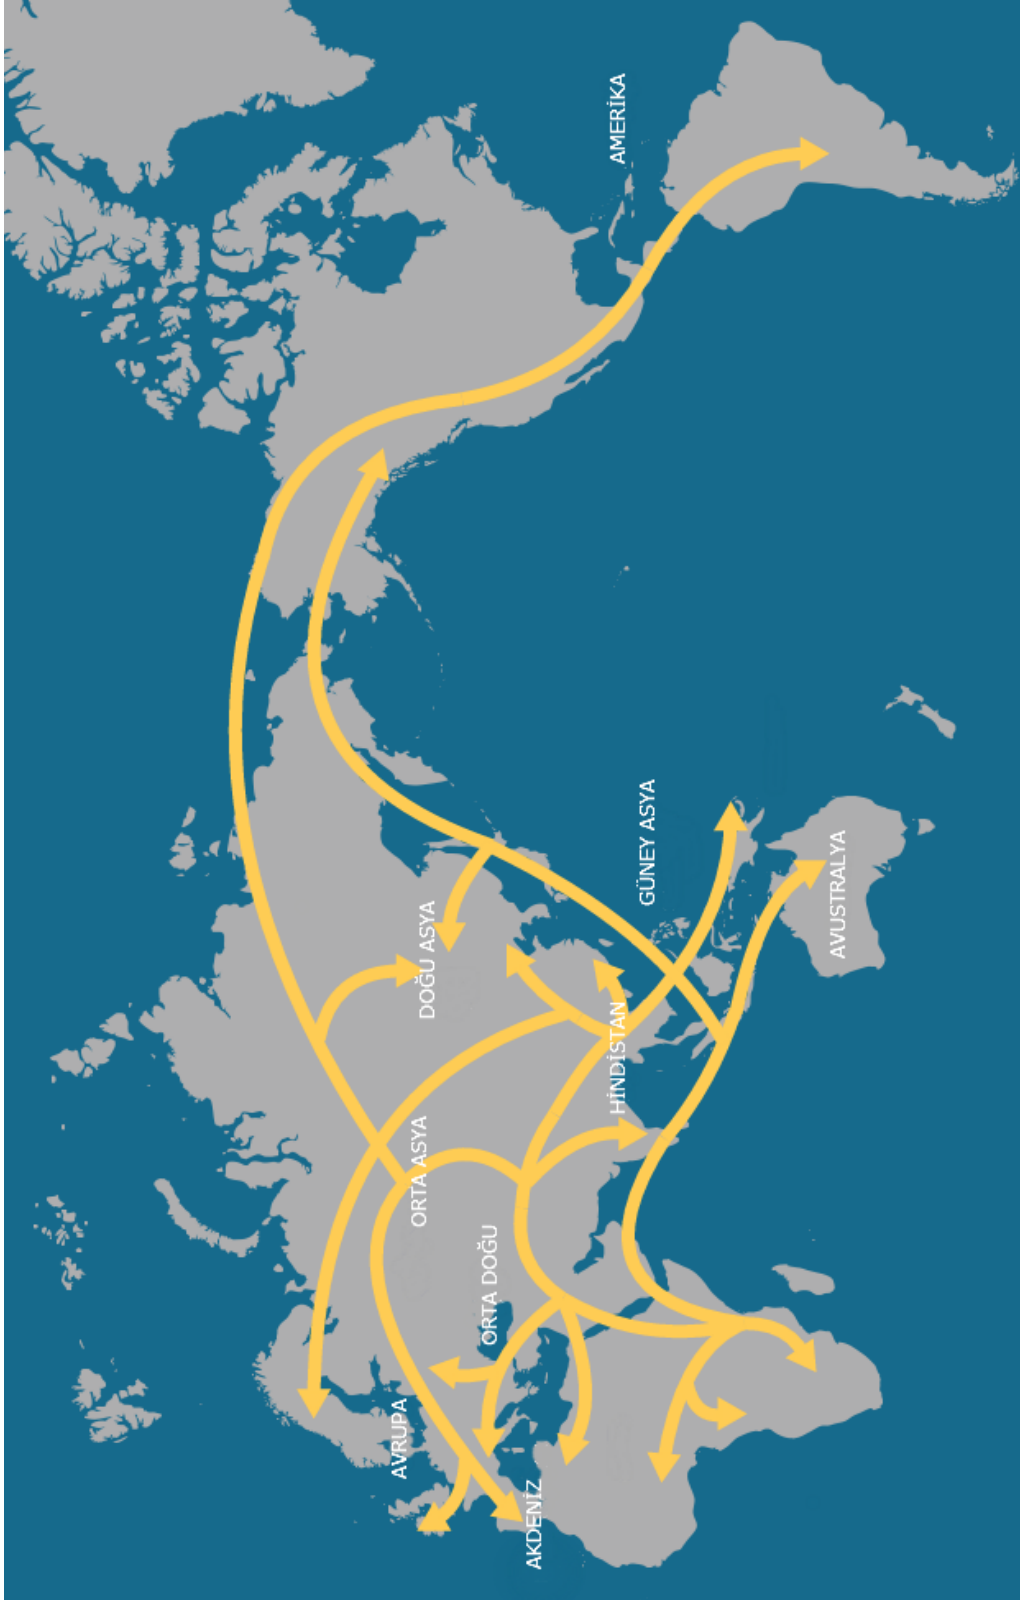 AVRUPA
ORTA ASYA
DOĞU ASYA
ORTA DOĞU
AKDENİZ
HİNDİSTAN
AMERİKA
GÜNEY ASYA
AVUSTRALYA